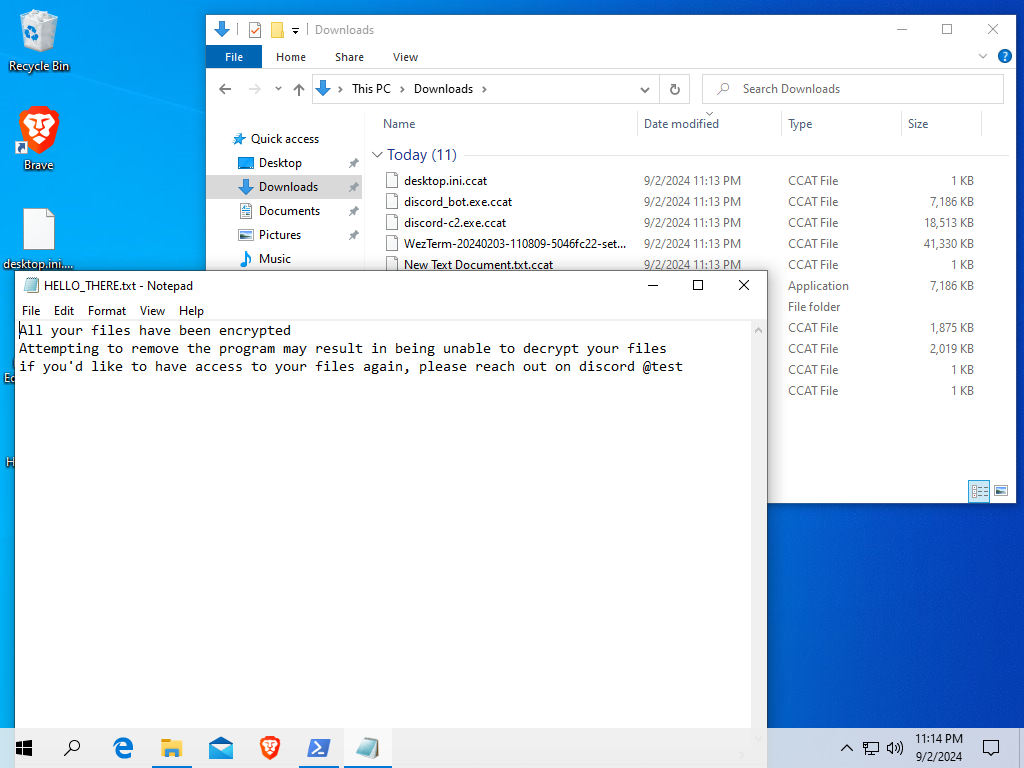 Recycle Bin
Brave
desktop.ini....
Downloads
File Home Share View
This PC Downloads
Search Downloads
Name Date modified Type Size
Quick access
Desktop
Downloads
Documents
Pictures
Music
Today (11)
desktop.ini.ccat 9/2/2024 11:13 PM CCAT File 1 KB
discord_bot.exe.ccat 9/2/2024 11:13 PM CCAT File 7,186 KB
discord-c2.exe.ccat 9/2/2024 11:13 PM CCAT File 18,513 KB
WezTerm-20240203-110809-5046fc22-set... 9/2/2024 11:13 PM CCAT File 41,330 KB
New Text Document.txt.ccat 9/2/2024 11:13 PM CCAT File 1 KB
Application 7,186 KB
File folder
CCAT File 1,875 KB
CCAT File 2,019 KB
CCAT File 1 KB
CCAT File 1 KB
HELLO_THERE.txt - Notepad
File Edit Format View Help
All your files have been encrypted
Attempting to remove the program may result in being unable to decrypt your files
if you'd like to have access to your files again, please reach out on discord @test
11:14 PM
9/2/2024